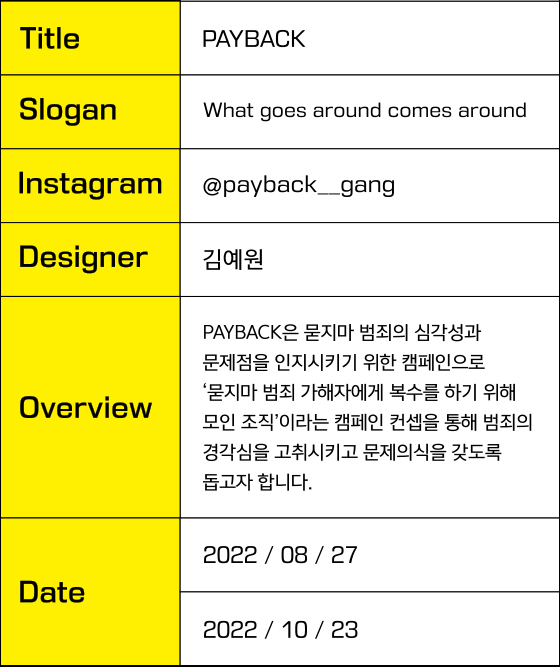 Title
PAYBACK
Slogan
What goes around comes around
Instagram
@payback__gang
Designer
김예원
Overview
PAYBACK은 묻지마 범죄의 심각성과
문제점을 인지시키기 위한 캠페인으로
‘묻지마 범죄 가해자에게 복수를 하기 위해
모인 조직’이라는 캠페인 컨셉을 통해 범죄의
경각심을 고취시키고 문제의식을 갖도록
돕고자 합니다.
Date
2022 / 08 / 27
2022 / 10 / 23